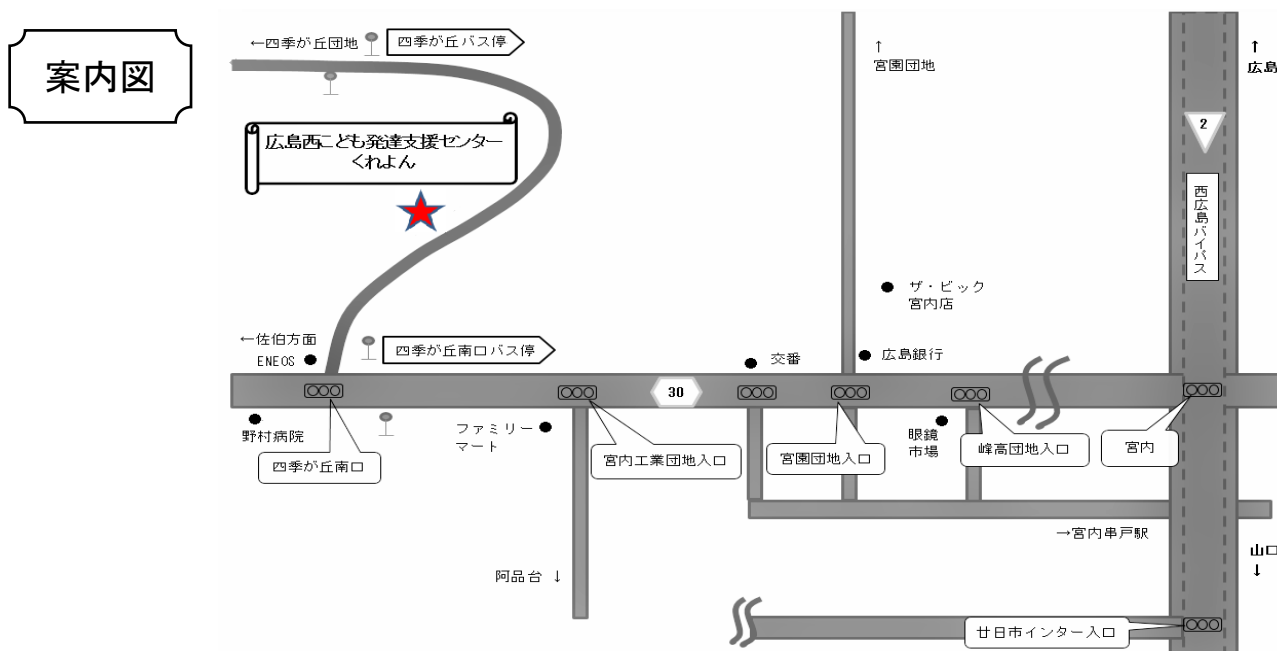 案内図
←四季が丘団地
四季が丘バス停
↑
宮園団地
↑
広島
2
広島西こども発達支援センター
くれよん
西広島バイパス
ザ・ビック
宮内店
←佐伯方面
ENEOS
四季が丘南口バス停
交番
広島銀行
30
野村病院
四季が丘南口
ファミリー
マート
宮内工業団地入口
宮園団地入口
眼鏡
市場
峰高団地入口
宮内
→宮内串戸駅
山口
↓
阿品台 ↓
廿日市インター入口